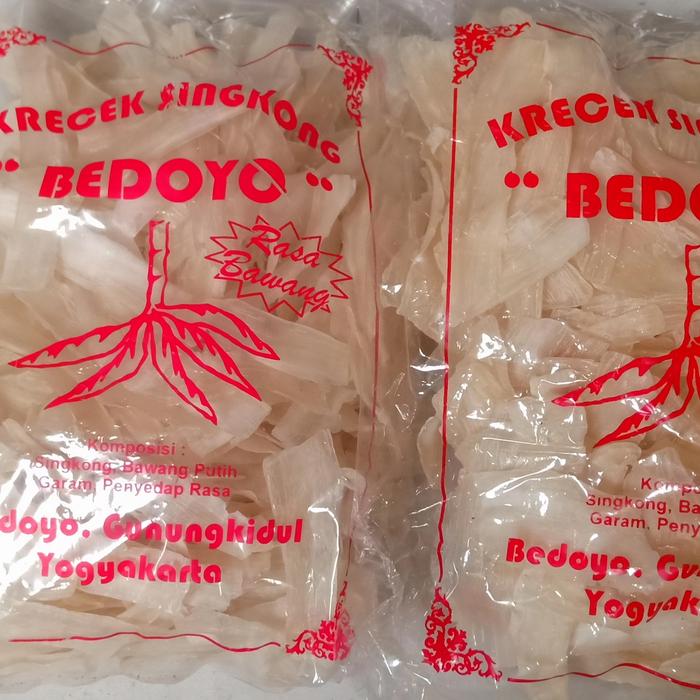 KRECEK SINGKONG
" BEDOYO "
Rasa
Bawang
Komposisi :
Singkong, Bawang Putih
Garam, Penyedap Rasa
doyo. Gunungkidul
Yogyakarta
KRECEK SI
" BEDO
Kompo
Singkong, Ba
Garam, Peny
Bedoyo. Gu
Yogyak